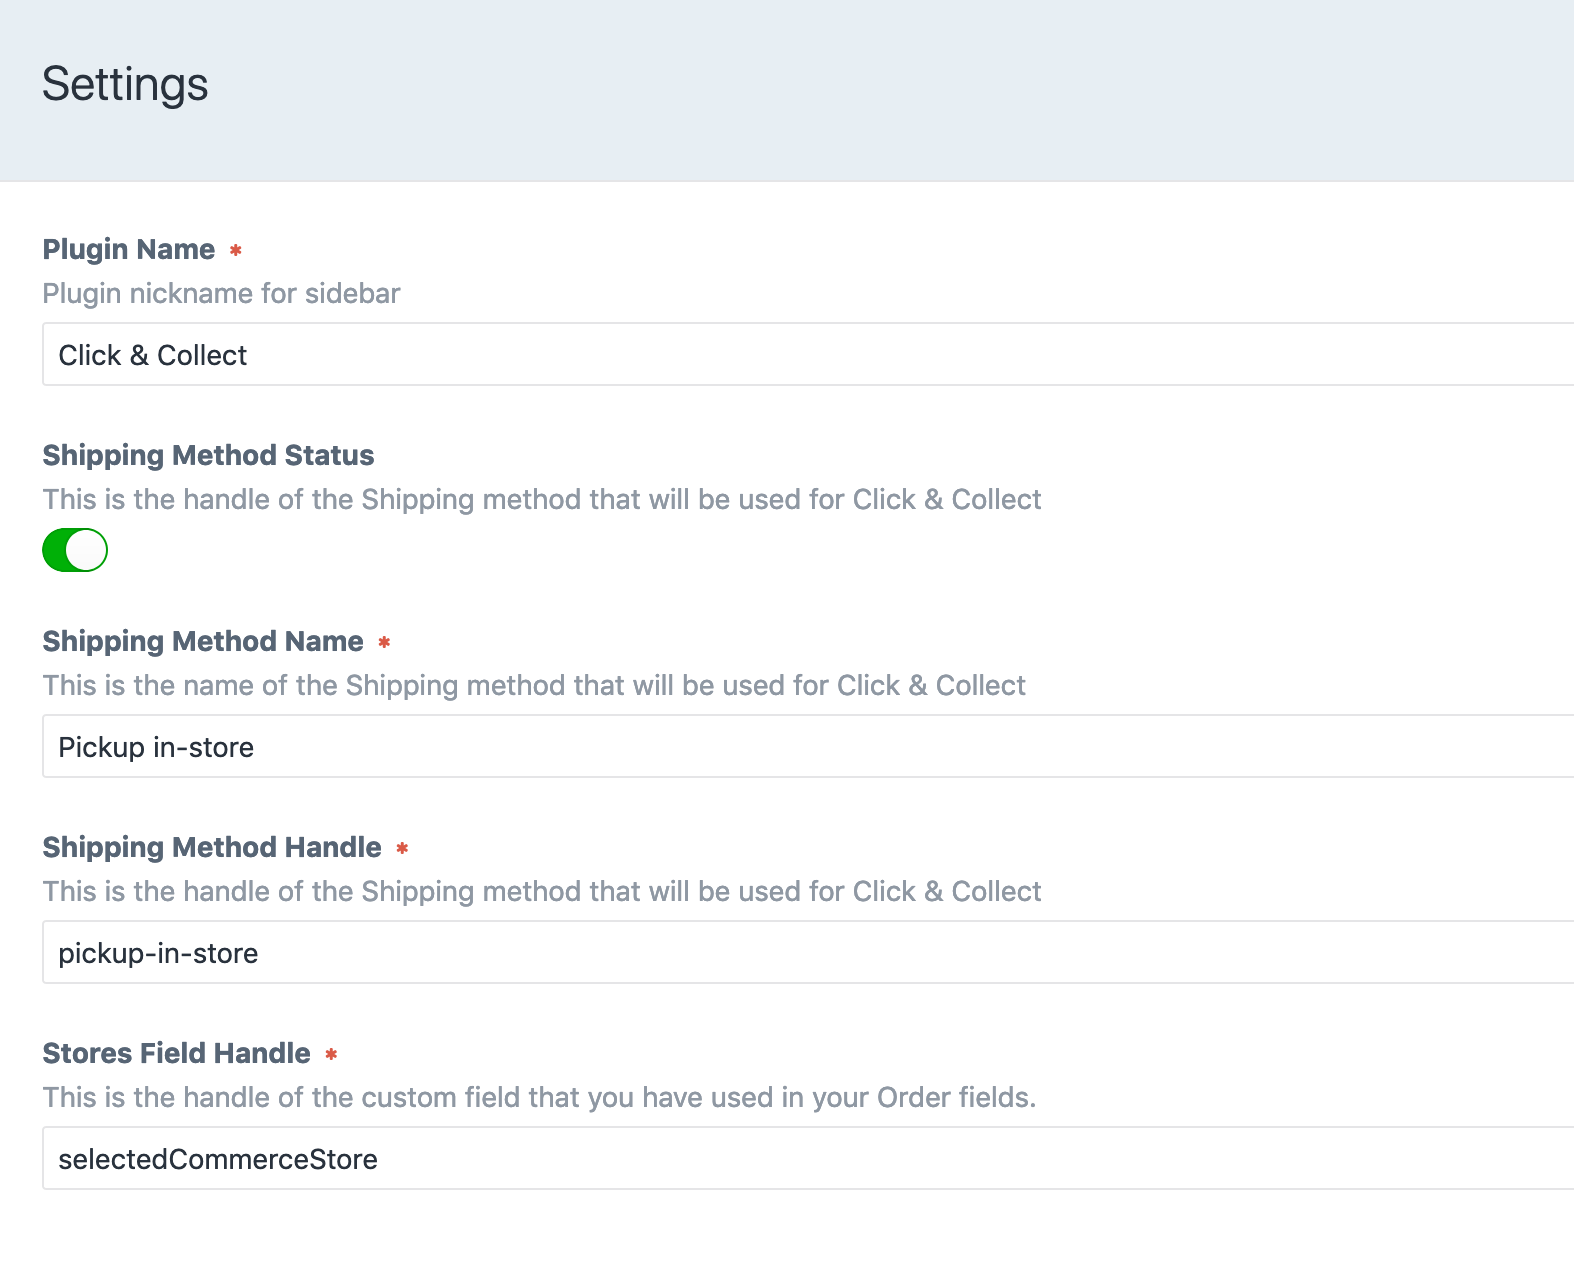 Settings
Plugin Name *
Plugin nickname for sidebar
Click & Collect
Shipping Method Status
This is the handle of the Shipping method that will be used for Click & Collect
Shipping Method Name *
This is the name of the Shipping method that will be used for Click & Collect
Pickup in-store
Shipping Method Handle *
This is the handle of the Shipping method that will be used for Click & Collect
pickup-in-store
Stores Field Handle *
This is the handle of the custom field that you have used in your Order fields.
selectedCommerceStore